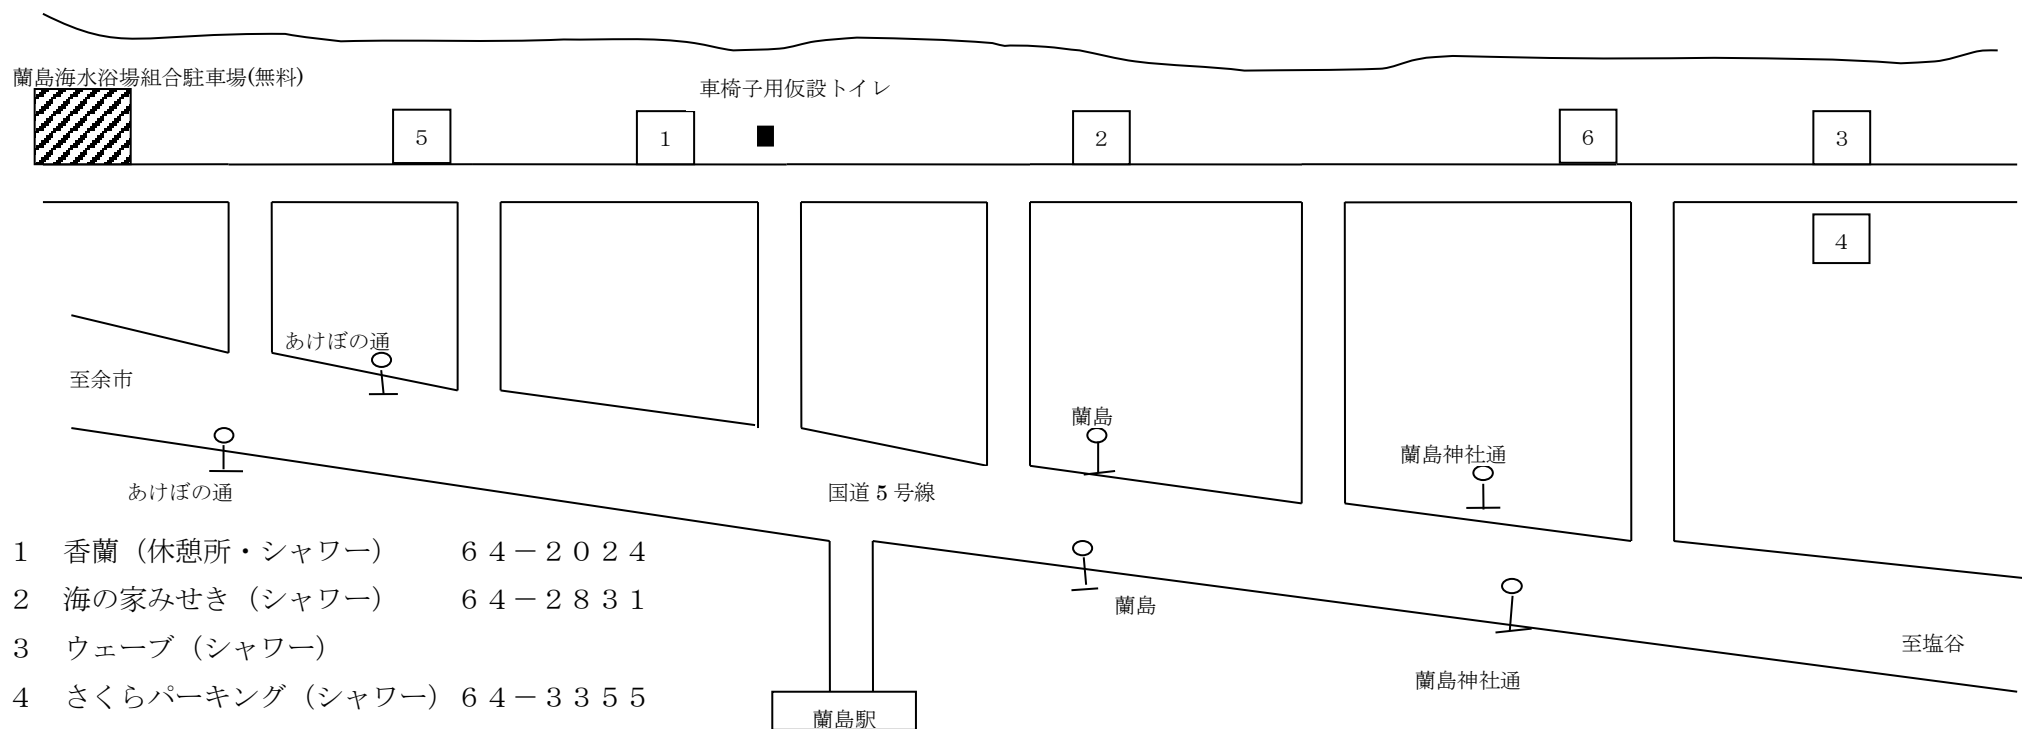 蘭島海水浴場組合駐車場(無料)
車椅子用仮設トイレ
5
1
2
6
3
4
あけぼの通
至余市
蘭島
蘭島神社通
あけぼの通
国道 5 号線
1 香蘭（休憩所・シャワー） ６４－２０２４
2 海の家みせき（シャワー） ６４－２８３１
蘭島
3 ウェーブ（シャワー）
至塩谷
4 さくらパーキング（シャワー）６４－３３５５
蘭島神社通
蘭島駅